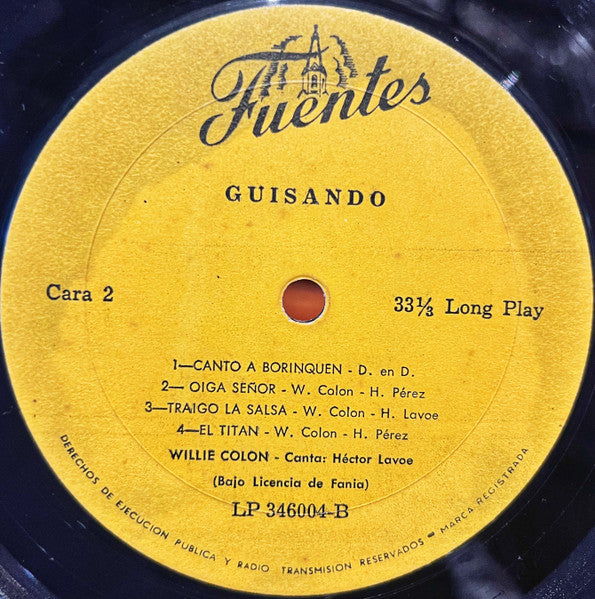 Fuentes
GUISANDO
Cara 2
33⅓ Long Play
1—CANTO A BORINQUEN - D. en D.
2— OIGA SEÑOR - W. Colon - H. Pérez
3—TRAIGO LA SALSA - W. Colon - H. Lavoe
4—EL TITAN - W. Colon - H. Pérez
WILLIE COLON - Canta: Héctor Lavoe
(Bajo Licencia de Fania)
LP 346004-B
DERECHOS DE EJECUCION PUBLICA Y RADIO TRANSMISION RESERVADOS - MARCA REGISTRADA